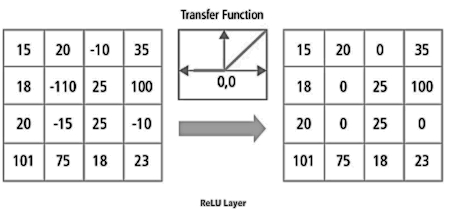 Transfer Function
15 20 -10 35
18 -110 25 100
20 -15 25 -10
101 75 18 23
0,0
15 20 0 35
18 0 25 100
20 0 25 0
101 75 18 23
ReLU Layer